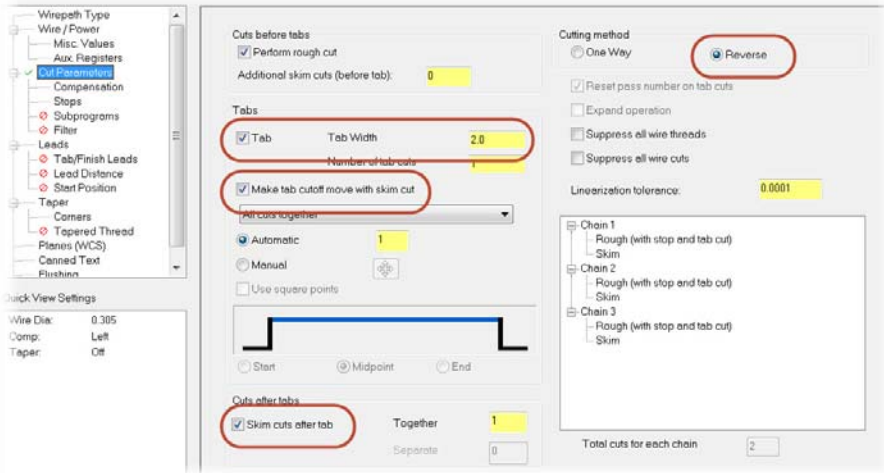 Wirepath Type
Wire / Power
Misc. Values
Aux. Registers
Cut Parameters
Compensation
Stops
Subprograms
Filter
Leads
Tab/Finish Leads
Lead Distance
Start Position
Taper
Corners
Tapered Thread
Planes (WCS)
Canned Text
Flushing
Quick View Settings
Wire Dia: 0.305
Comp: Left
Taper: Off
Cuts before tabs
Perform rough cut
Additional skim cuts (before tab): 0
Tabs
Tab Tab Width 2.0
Number of tab cuts 1
Make tab cutoff move with skim cut
All cuts together
Automatic 1
Manual
Use square points
Start Midpoint End
Cuts after tabs
Skim cuts after tab Together 1
Separate 0
Cutting method
One Way Reverse
Reset pass number on tab cuts
Expand operation
Suppress all wire threads
Suppress all wire cuts
Linearization tolerance: 0.0001
Chain 1
Rough (with stop and tab cut)
Skim
Chain 2
Rough (with stop and tab cut)
Skim
Chain 3
Rough (with stop and tab cut)
Skim
Total cuts for each chain 2